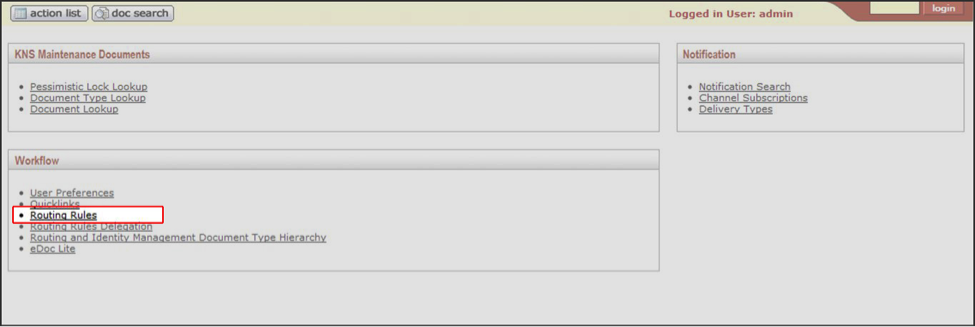 action list doc search Logged in User: admin login
KNS Maintenance Documents
Pessimistic Lock Lookup
Document Type Lookup
Document Lookup
Notification
Notification Search
Channel Subscriptions
Delivery Types
Workflow
User Preferences
Quicklinks
Routing Rules
Routing Rules Delegation
Routing and Identity Management Document Type Hierarchy
eDoc Lite